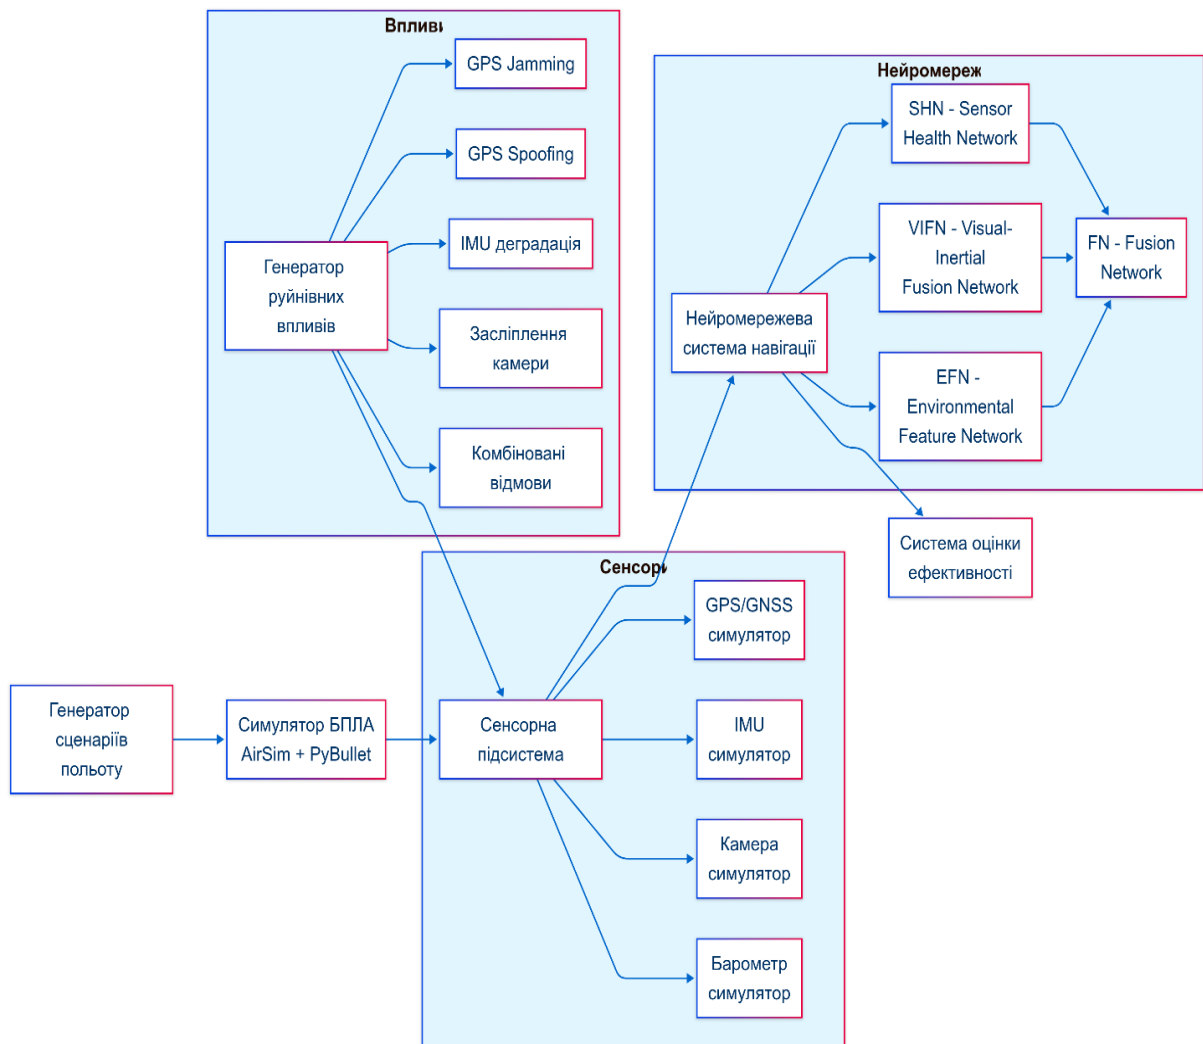 Впливи
GPS Jamming
GPS Spoofing
IMU деградація
Засліплення
камери
Комбіновані
відмови
Генератор
руйнівних
впливів
Нейромереж
SHN - Sensor
Health Network
VIFN - Visual-
Inertial
Fusion Network
EFN -
Environmental
Feature Network
FN - Fusion
Network
Нейромережева
система навігації
Система оцінки
ефективності
Сенсори
GPS/GNSS
симулятор
IMU
симулятор
Камера
симулятор
Барометр
симулятор
Генератор
сценаріїв
польоту
Симулятор БПЛА
AirSim + PyBullet
Сенсорна
підсистема